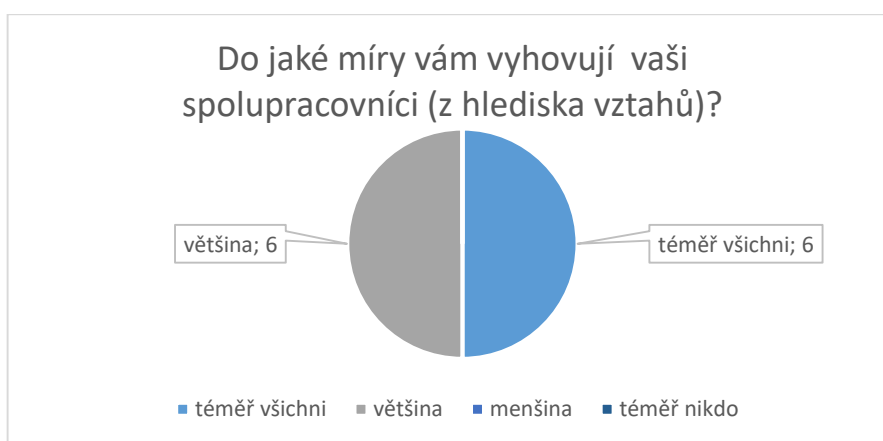 Do jaké míry vám vyhovují  vaši
spolupracovníci (z hlediska vztahů)?
většina; 6
téměř všichni; 6
téměř všichni
většina
menšina
téměř nikdo